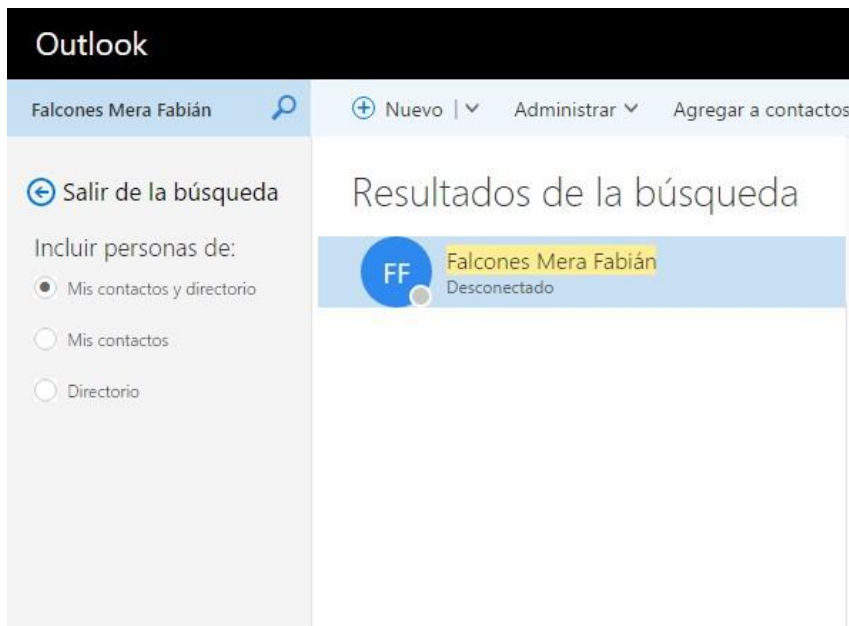 Outlook
Falcones Mera Fabián
Nuevo | Administrar Agregar a contactos
Salir de la búsqueda
Incluir personas de:
Mis contactos y directorio
Mis contactos
Directorio
Resultados de la búsqueda
FF
Falcones Mera Fabián
Desconectado